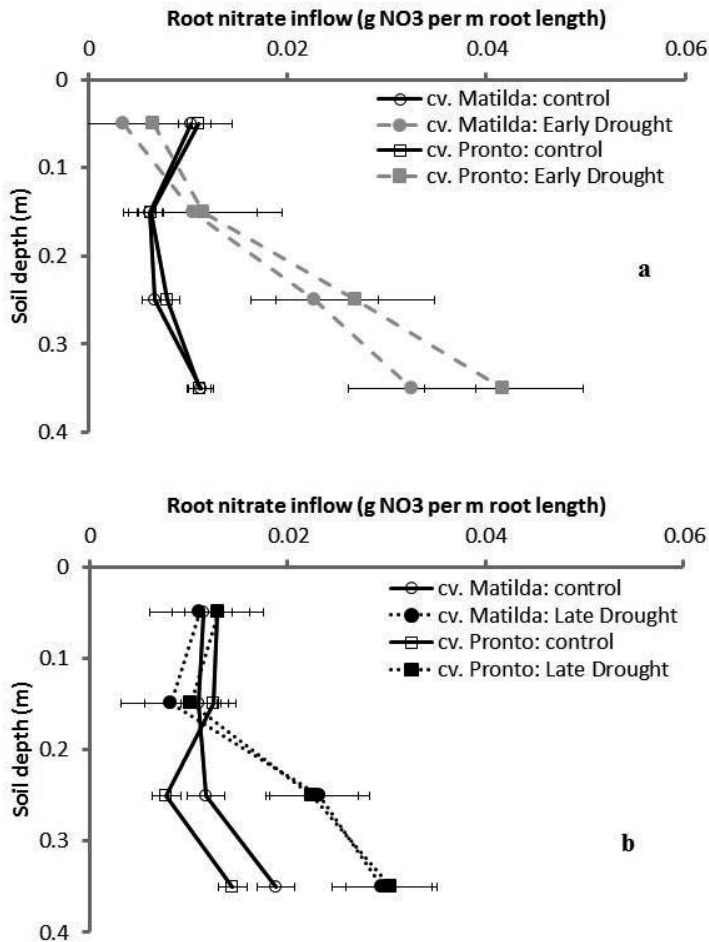 Root nitrate inflow (g NO3 per m root length)
0 0.02 0.04 0.06
0
0.1
0.2
0.3
0.4
Soil depth (m)
cv. Matilda: control
cv. Matilda: Early Drought
cv. Pronto: control
cv. Pronto: Early Drought
a
Root nitrate inflow (g NO3 per m root length)
0 0.02 0.04 0.06
0
0.1
0.2
0.3
0.4
Soil depth (m)
cv. Matilda: control
cv. Matilda: Late Drought
cv. Pronto: control
cv. Pronto: Late Drought
b